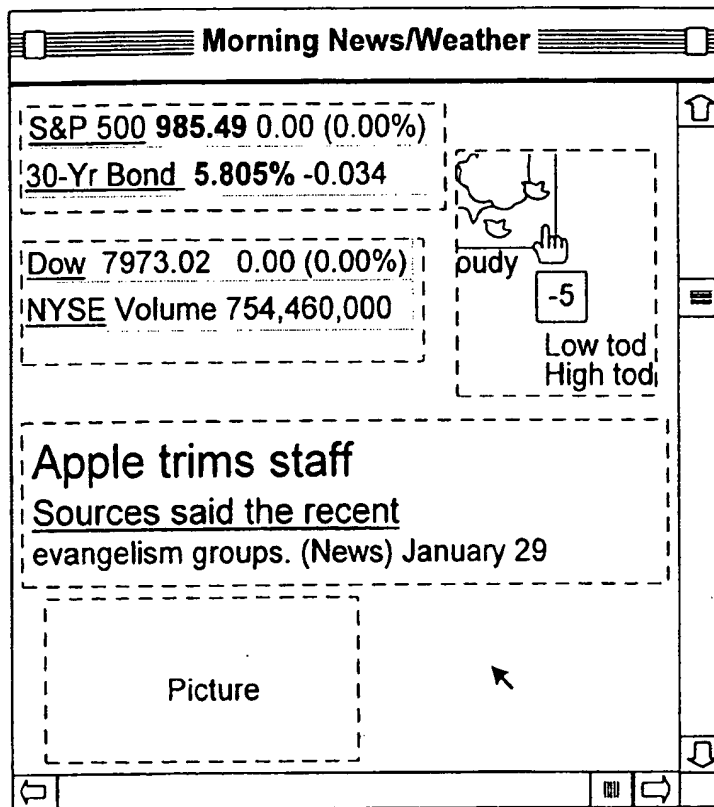 Morning News/Weather
S&P 500 985.49 0.00 (0.00%)
30-Yr Bond 5.805% -0.034
Dow 7973.02 0.00 (0.00%)
NYSE Volume 754,460,000
oudy
-5
Low tod
High tod
Apple trims staff
Sources said the recent
evangelism groups. (News) January 29
Picture